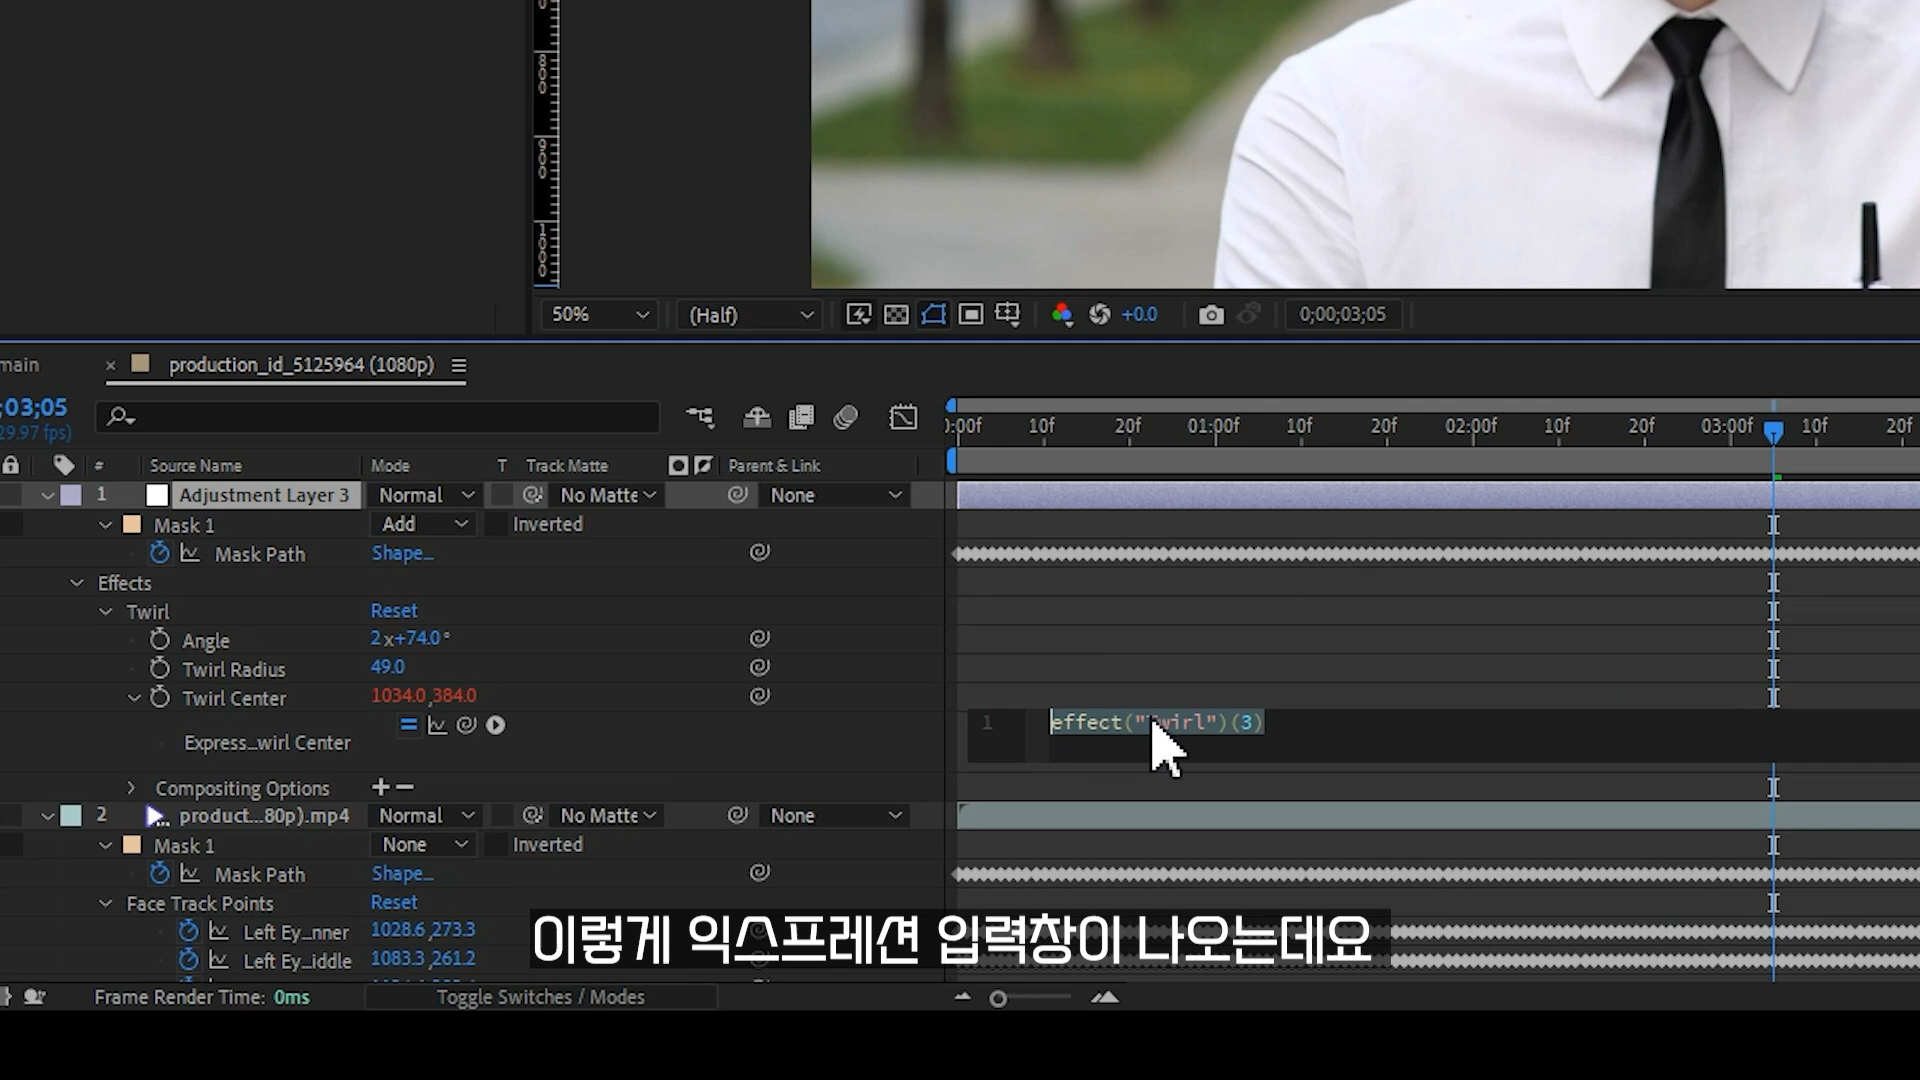 800
900
1000
50%
(Half)
+0.0
0;00;03;05
main
× production_id_5125964 (1080p)
;03;05
29.97 fps)
:00f 10f 20f 01:00f 10f 20f 02:00f 10f 20f 03:00f 10f 20f
# Source Name Mode T Track Matte Parent & Link
1 Adjustment Layer 3 Normal No Matte None
Mask 1 Add Inverted
Mask Path Shape...
Effects
Twirl Reset
Angle 2x+74.0°
Twirl Radius 49.0
Twirl Center 1034.0,384.0
1 effect("Twirl")(3)
Express...wirl Center
Compositing Options + −
2 product...80p).mp4 Normal No Matte None
Mask 1 None Inverted
Mask Path Shape...
Face Track Points Reset
Left Ey...nner 1028.6,273.3
이렇게 익스프레션 입력창이 나오는데요
Left Ey...iddle 1083.3,261.2
Frame Render Time: 0ms Toggle Switches / Modes